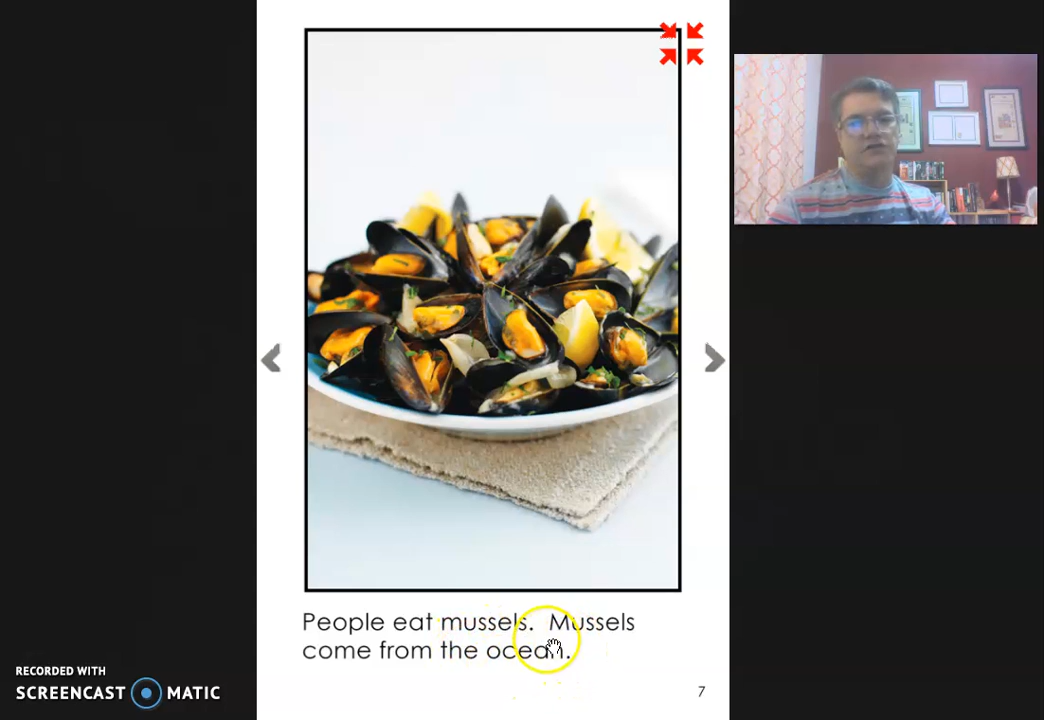 People eat mussels. Mussels
come from the ocean.
7
RECORDED WITH
SCREENCAST MATIC